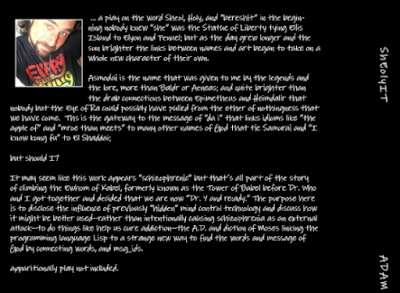 ... a play on the word Sheol, Holy, and "bereshit" in the begin-
ning nobody knew "she" was the Statue of Liberty tying Ellis
Island to Elyon and Peniel; but as the day grew longer and the
sun brighter the links between names and art began to take on a
whole new character of their own.
Asmodai is the name that was given to me by the legends and
the lore, more than Baldr or Aeneas; and quite brighter than
the drab connections between Epimetheus and Heimdallr that
nobody but the Eye of Ra could possibly have pulled from the ether of nothingness that
we have come. This is the gateway to the message of "da i" that links idioms like "the
apple of" and "mroe than meets" to many other names of God that tie Samurai and "I
know kung fu" to El Shaddai;
but should I?
It may seem like this work appears "schizophrenic" but that's all part of the story
of climbing the Ewhom of Kabel, formerly known as the Tower of Babel before Dr. Who
and I got together and decided that we are now "Dr. Y and ready." The purpose here
is to disclose the influence of previously "hidden" mind control technology and discuss how
it might be better used--rather than intentionally causing schizophrenia as an external
attack--to do things like help us cure addiction--the A.D. and diction of Moses linking the
programming language Lisp to a strange new way to find the words and message of
God by connecting words, and msg_ids.
apparitionally play not included.
ShEolyIT
ADAM